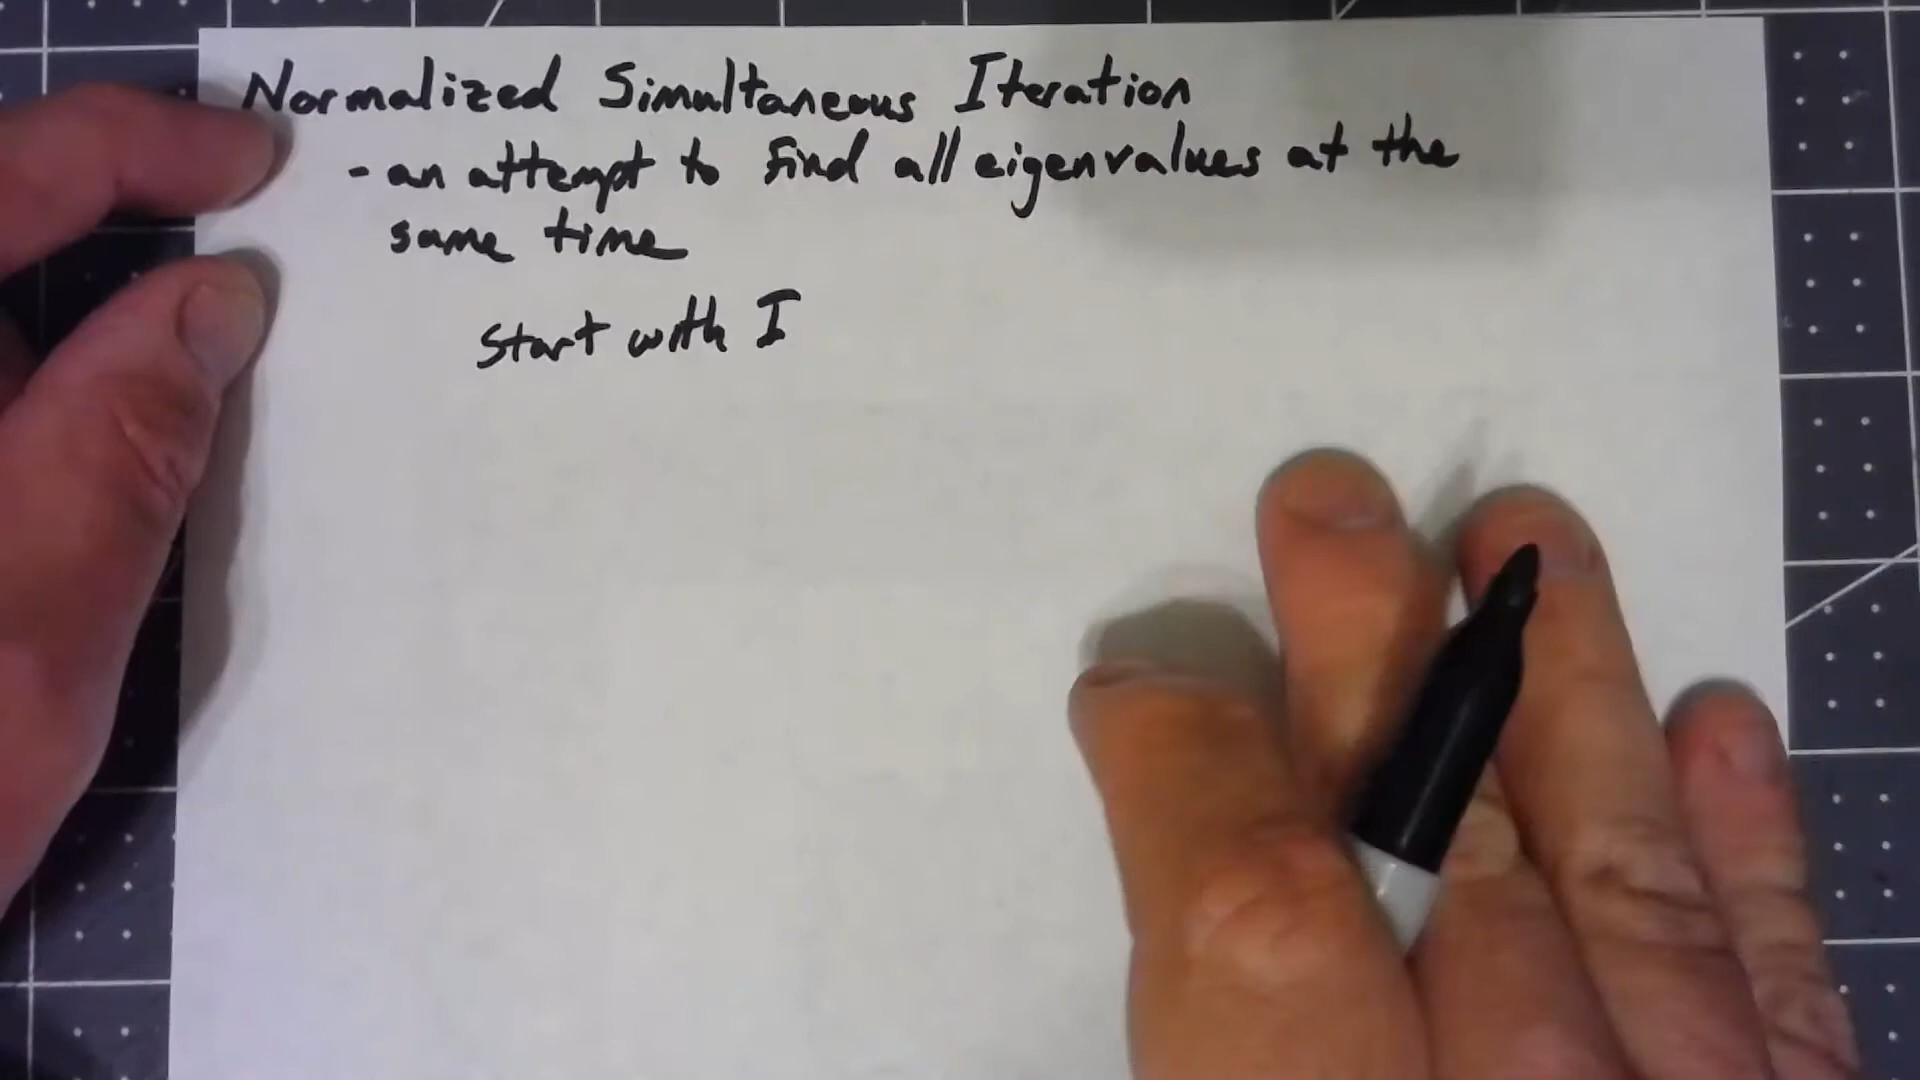 Normalized Simultaneous Iteration
- an attempt to find all eigenvalues at the
same time
Start with I